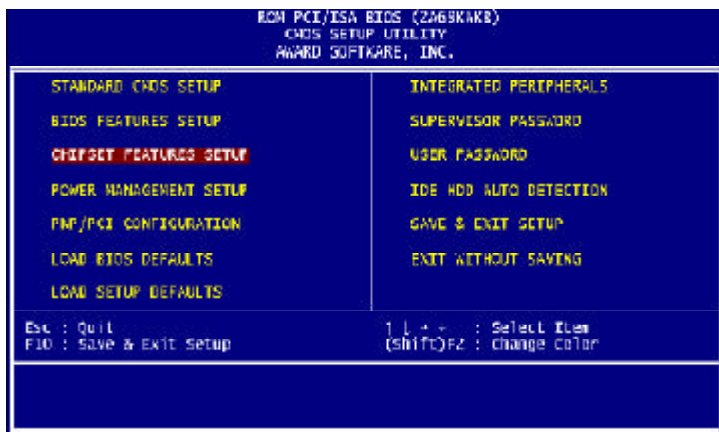 ROM PCI/ISA BIOS (ZA69KAKB)
CMOS SETUP UTILITY
AWARD SOFTWARE, INC.
STANDARD CMOS SETUP
BIOS FEATURES SETUP
CHIPSET FEATURES SETUP
POWER MANAGEMENT SETUP
PNP/PCI CONFIGURATION
LOAD BIOS DEFAULTS
LOAD SETUP DEFAULTS
INTEGRATED PERIPHERALS
SUPERVISOR PASSWORD
USER PASSWORD
IDE HDD AUTO DETECTION
SAVE & EXIT SETUP
EXIT WITHOUT SAVING
Esc : Quit
F10 : Save & Exit Setup
↑ ↓ → ← : Select Item
(Shift)F2 : Change Color